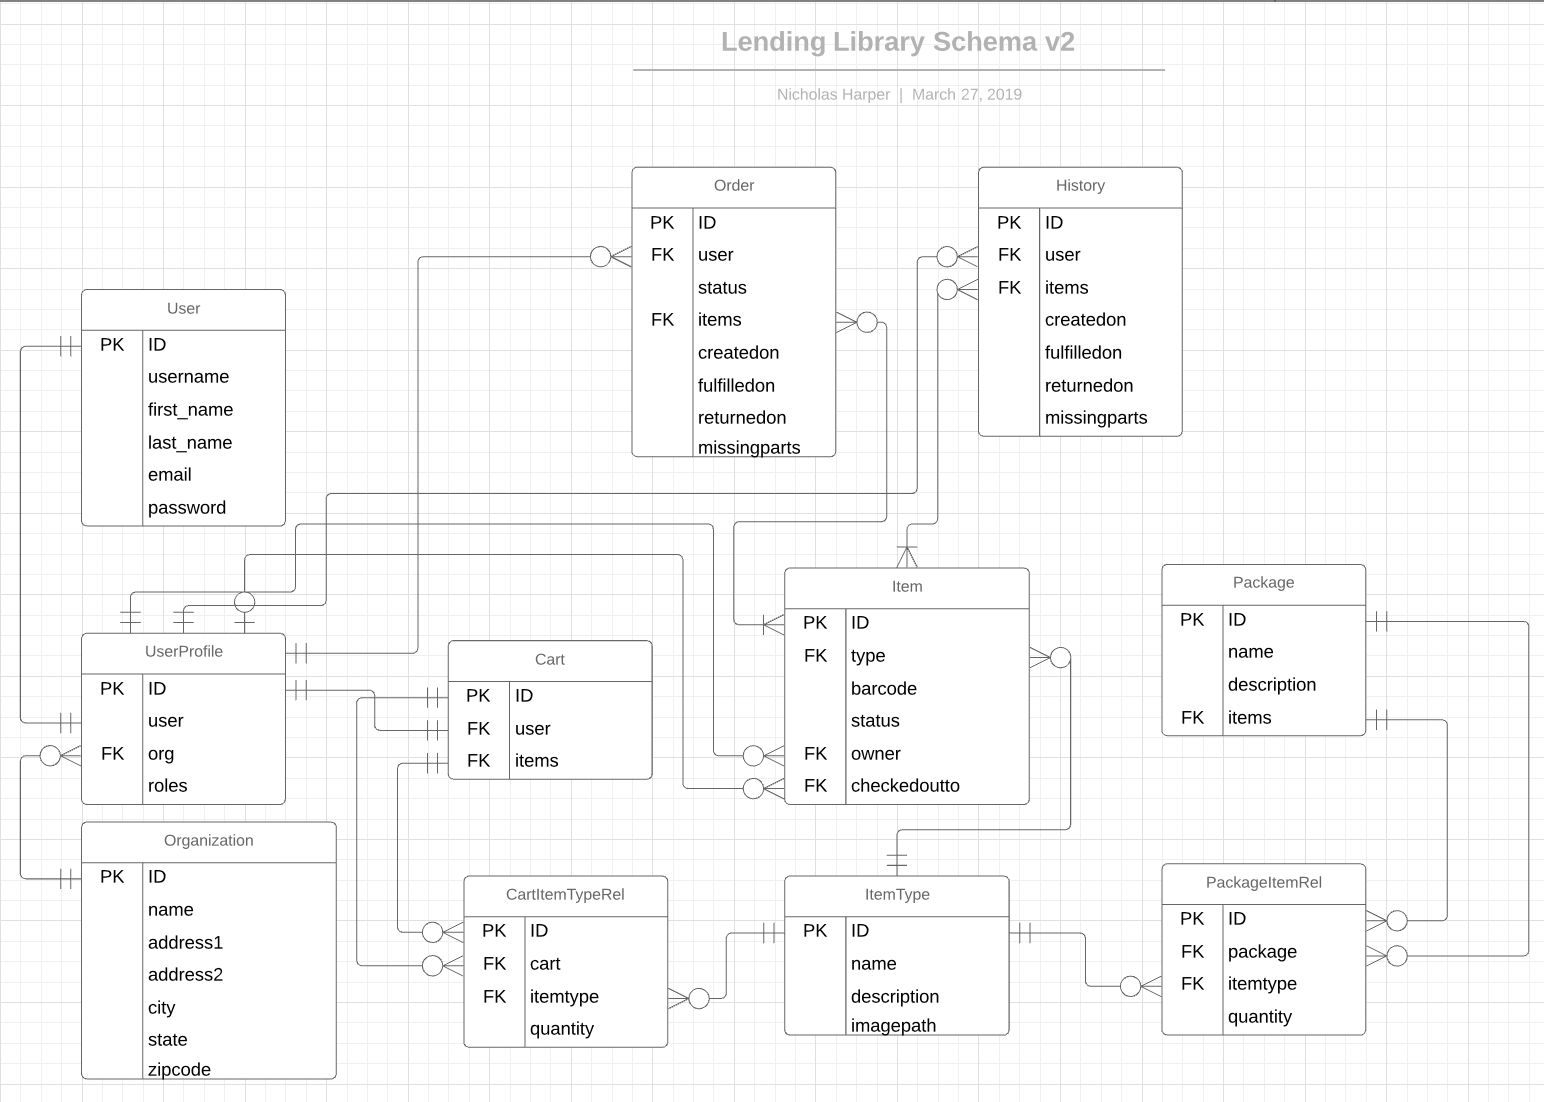 Lending Library Schema v2
Nicholas Harper | March 27, 2019
Order
PK ID
FK user
status
FK items
createdon
fulfilledon
returnedon
missingparts
History
PK ID
FK user
FK items
createdon
fulfilledon
returnedon
missingparts
User
PK ID
username
first_name
last_name
email
password
UserProfile
PK ID
user
FK org
roles
Cart
PK ID
FK user
FK items
Item
PK ID
FK type
barcode
status
FK owner
FK checkedoutto
Package
PK ID
name
description
FK items
Organization
PK ID
name
address1
address2
city
state
zipcode
CartItemTypeRel
PK ID
FK cart
FK itemtype
quantity
ItemType
PK ID
name
description
imagepath
PackageItemRel
PK ID
FK package
FK itemtype
quantity